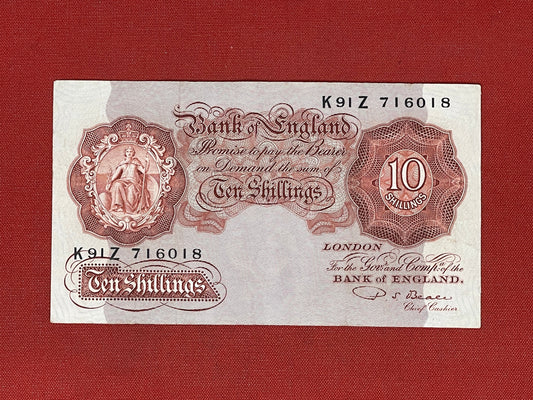 K91Z 716018
Bank of England
Promise to pay the Bearer
on Demand the sum of
Ten Shillings
10
SHILLINGS
K91Z 716018
Ten Shillings
LONDON
For the Govr. and Compa. of the
BANK OF ENGLAND.
P S Beale
Chief Cashier